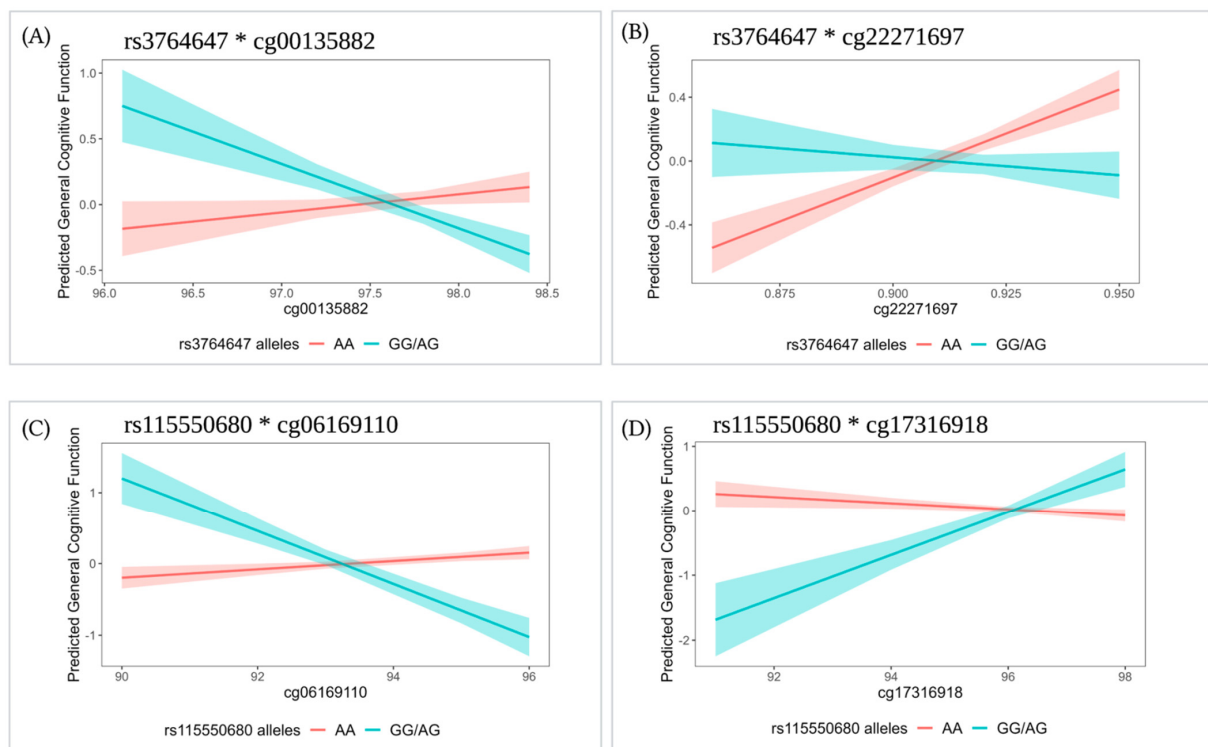 (A)
rs3764647 * cg00135882
Predicted General Cognitive Function
1.0
0.5
0.0
-0.5
96.0 96.5 97.0 97.5 98.0 98.5
cg00135882
rs3764647 alleles AA GG/AG
(B)
rs3764647 * cg22271697
Predicted General Cognitive Function
0.4
0.0
-0.4
0.875 0.900 0.925 0.950
cg22271697
rs3764647 alleles AA GG/AG
(C)
rs115550680 * cg06169110
Predicted General Cognitive Function
1
0
-1
90 92 94 96
cg06169110
rs115550680 alleles AA GG/AG
(D)
rs115550680 * cg17316918
Predicted General Cognitive Function
1
0
-1
-2
92 94 96 98
cg17316918
rs115550680 alleles AA GG/AG